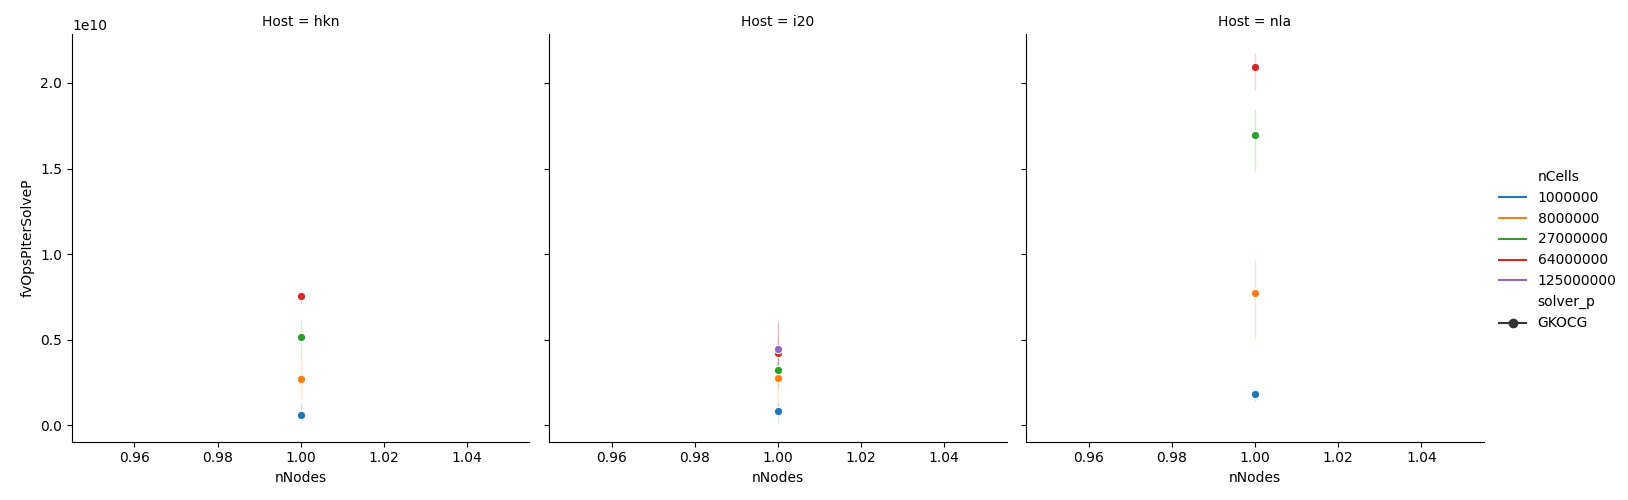 Host = hkn
Host = i20
Host = nla
1e10
2.0
1.5
1.0
0.5
0.0
fvOpsPIterSolveP
0.96
0.98
1.00
1.02
1.04
nNodes
0.96
0.98
1.00
1.02
1.04
nNodes
0.96
0.98
1.00
1.02
1.04
nNodes
nCells
1000000
8000000
27000000
64000000
125000000
solver_p
GKOCG